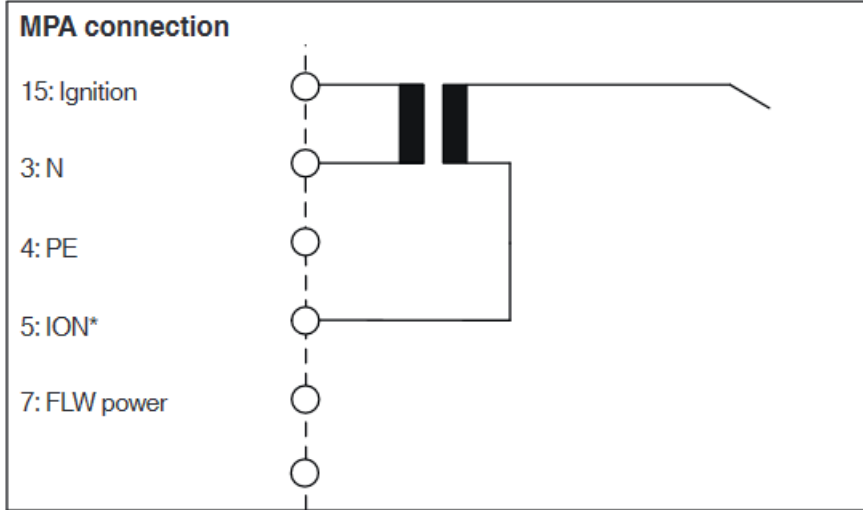 MPA connection
15: Ignition
3: N
4: PE
5: ION*
7: FLW power